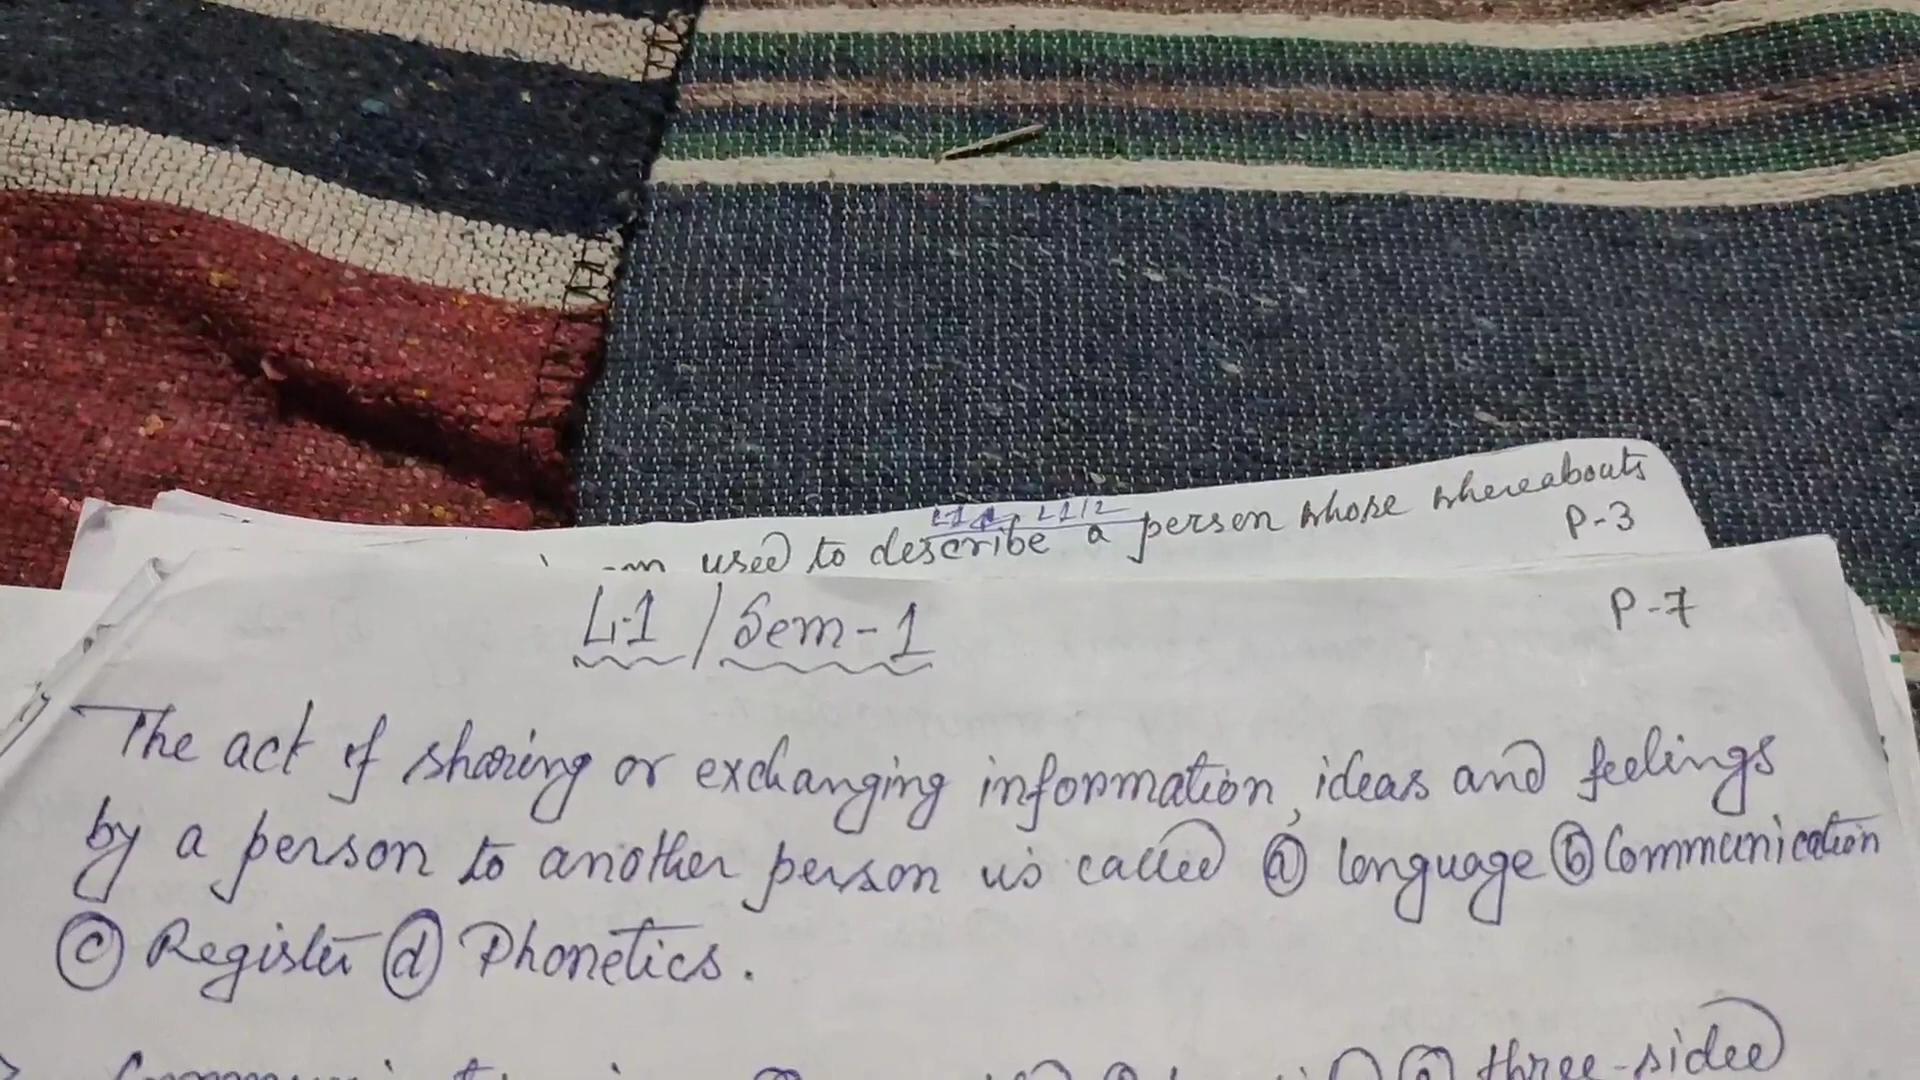 used to describe a person whose whereabouts
P-3
L1 / Sem-1
P-7
The act of sharing or exchanging information, ideas and feelings
by a person to another person is called ⓐ language ⓑ Communication
ⓒ Register ⓓ Phonetics.
three-sided